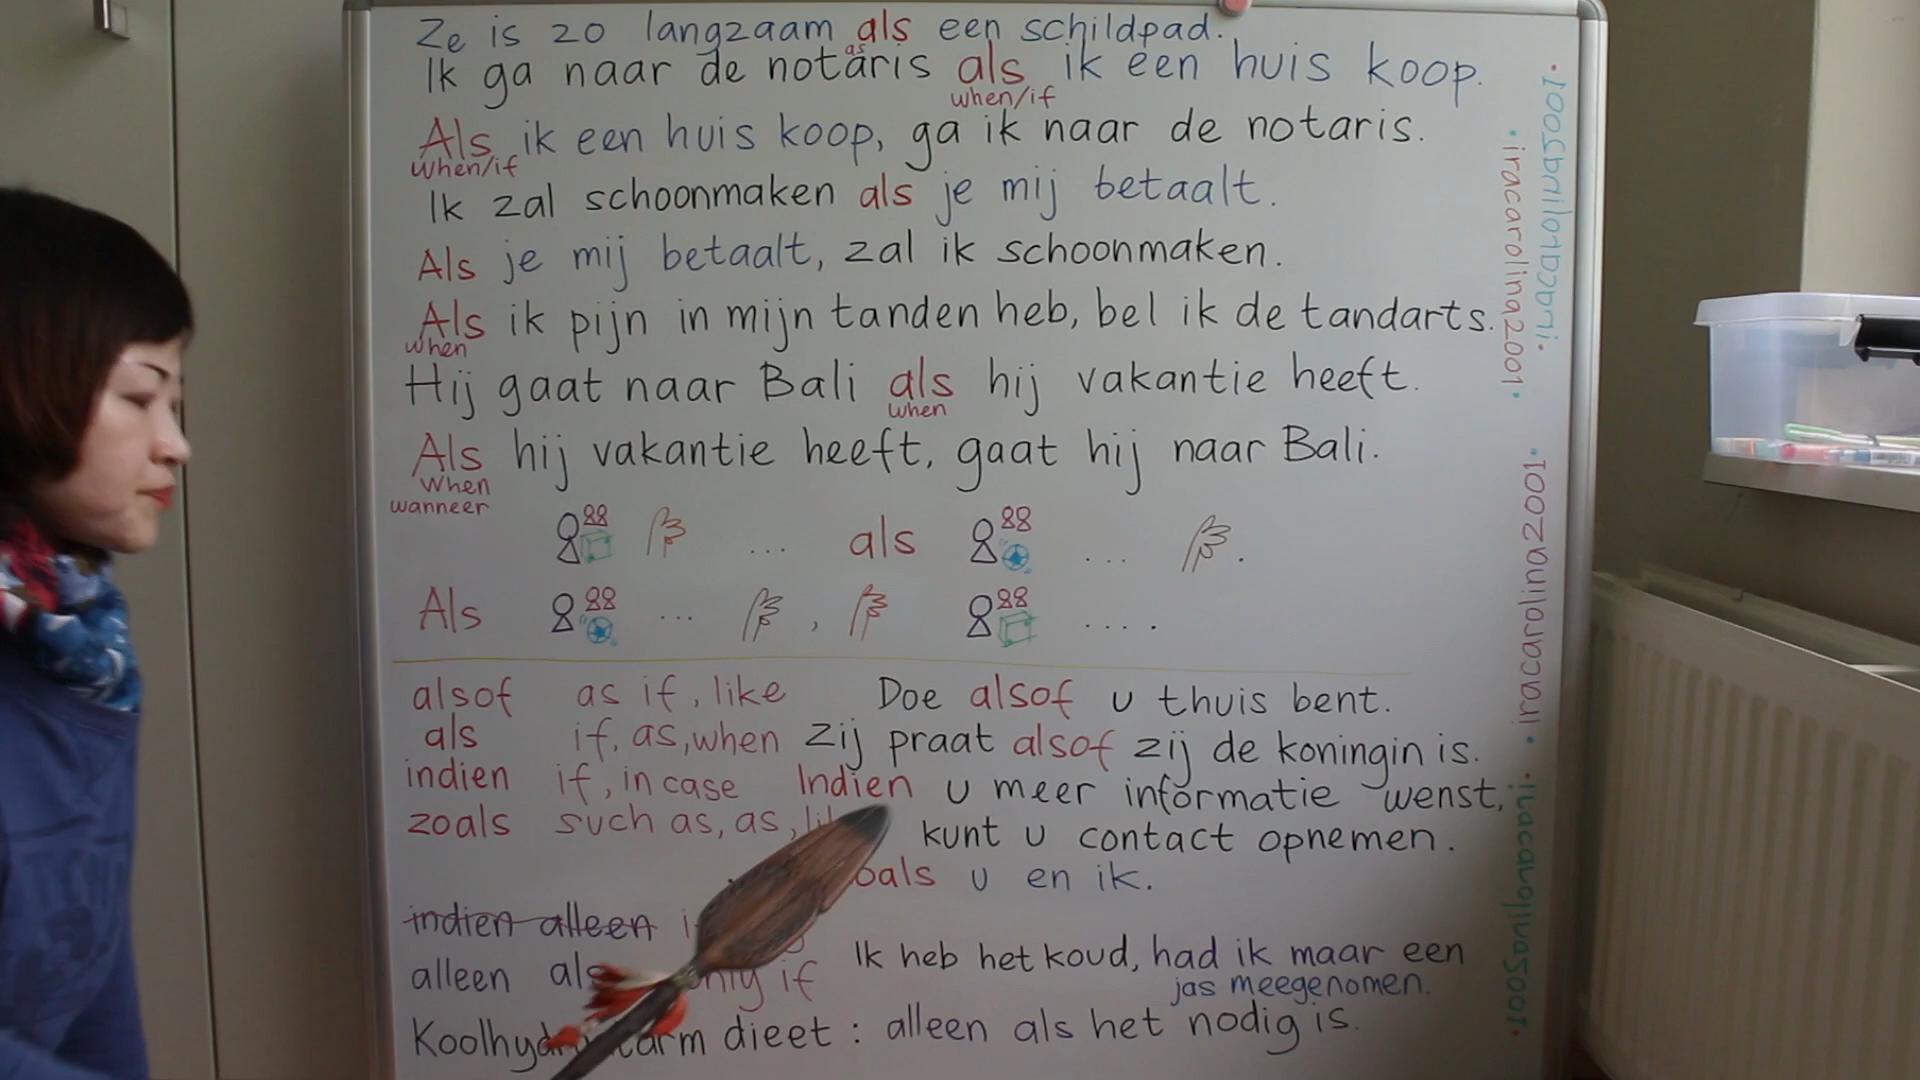 Ze is zo langzaam als een schildpad.
as
Ik ga naar de notaris als ik een huis koop.
when/if
Als ik een huis koop, ga ik naar de notaris.
when/if
Ik zal schoonmaken als je mij betaalt.
Als je mij betaalt, zal ik schoonmaken.
Als ik pijn in mijn tanden heb, bel ik de tandarts.
when
Hij gaat naar Bali als hij vakantie heeft.
when
Als hij vakantie heeft, gaat hij naar Bali.
When
wanneer
... als ... .
Als ... , ... .
alsof as if, like Doe alsof u thuis bent.
als if, as, when Zij praat alsof zij de koningin is.
indien if, in case Indien u meer informatie wenst,
zoals such as, as, kunt u contact opnemen.
u en ik.
indien alleen
alleen als if Ik heb het koud, had ik maar een
jas meegenomen.
dieet : alleen als het nodig is.
iracarolina2001
iracarolina2001
iracarolina2001
iracarolina2001